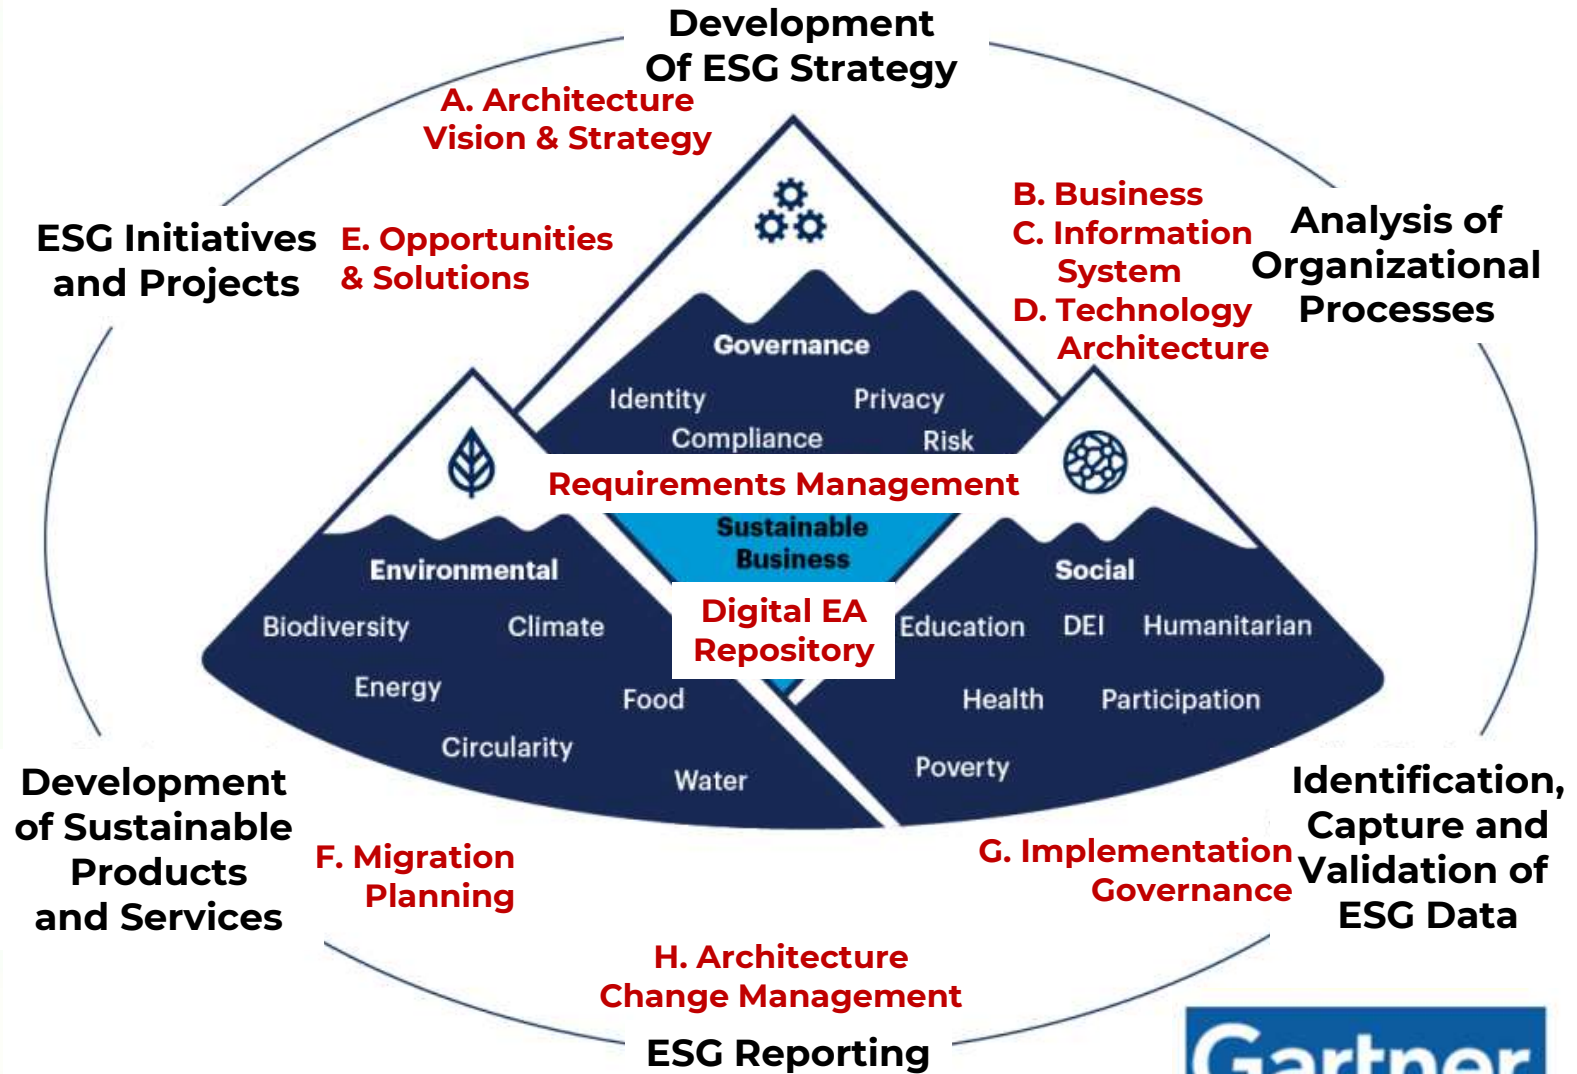 Development
Of ESG Strategy
A. Architecture
Vision & Strategy
B. Business
C. Information
System
D. Technology
Architecture
Analysis of
Organizational
Processes
ESG Initiatives
and Projects
E. Opportunities
& Solutions
Governance
Identity
Privacy
Compliance
Risk
Requirements Management
Sustainable
Business
Digital EA
Repository
Environmental
Biodiversity
Climate
Energy
Food
Circularity
Water
Social
Education
DEI
Humanitarian
Health
Participation
Poverty
Development
of Sustainable
Products
and Services
F. Migration
Planning
G. Implementation
Governance
Identification,
Capture and
Validation of
ESG Data
H. Architecture
Change Management
ESG Reporting
Gartner